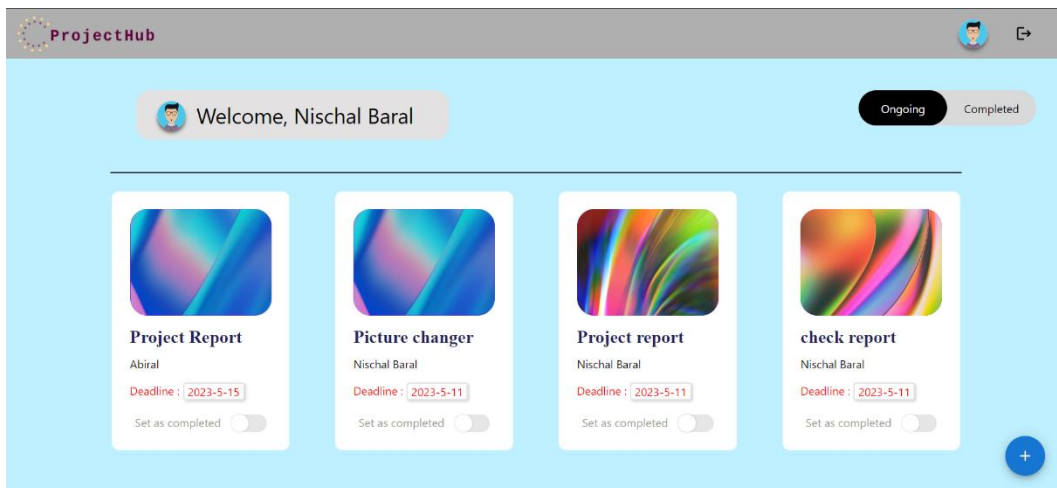 ProjectHub
Welcome, Nischal Baral
Ongoing Completed
Project Report
Abiral
Deadline : 2023-5-15
Set as completed
Picture changer
Nischal Baral
Deadline : 2023-5-11
Set as completed
Project report
Nischal Baral
Deadline : 2023-5-11
Set as completed
check report
Nischal Baral
Deadline : 2023-5-11
Set as completed
+